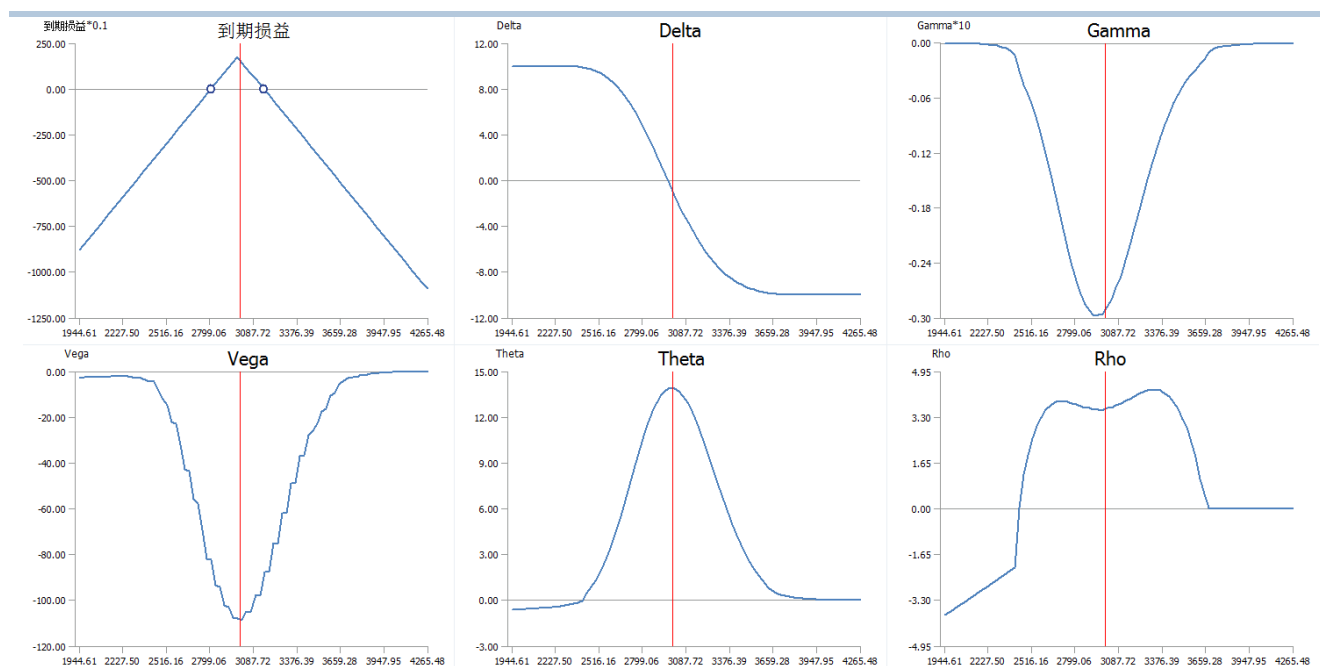 到期损益*0.1
到期损益
250.00
0.00
-250.00
-500.00
-750.00
-1000.00
-1250.00
1944.61 2227.50 2516.16 2799.06 3087.72 3376.39 3659.28 3947.95 4265.48
Delta
Delta
12.00
8.00
4.00
0.00
-4.00
-8.00
-12.00
1944.61 2227.50 2516.16 2799.06 3087.72 3376.39 3659.28 3947.95 4265.48
Gamma*10
Gamma
0.00
-0.06
-0.12
-0.18
-0.24
-0.30
1944.61 2227.50 2516.16 2799.06 3087.72 3376.39 3659.28 3947.95 4265.48
Vega
Vega
0.00
-20.00
-40.00
-60.00
-80.00
-100.00
-120.00
1944.61 2227.50 2516.16 2799.06 3087.72 3376.39 3659.28 3947.95 4265.48
Theta
Theta
15.00
12.00
9.00
6.00
3.00
0.00
-3.00
1944.61 2227.50 2516.16 2799.06 3087.72 3376.39 3659.28 3947.95 4265.48
Rho
Rho
4.95
3.30
1.65
0.00
-1.65
-3.30
-4.95
1944.61 2227.50 2516.16 2799.06 3087.72 3376.39 3659.28 3947.95 4265.48